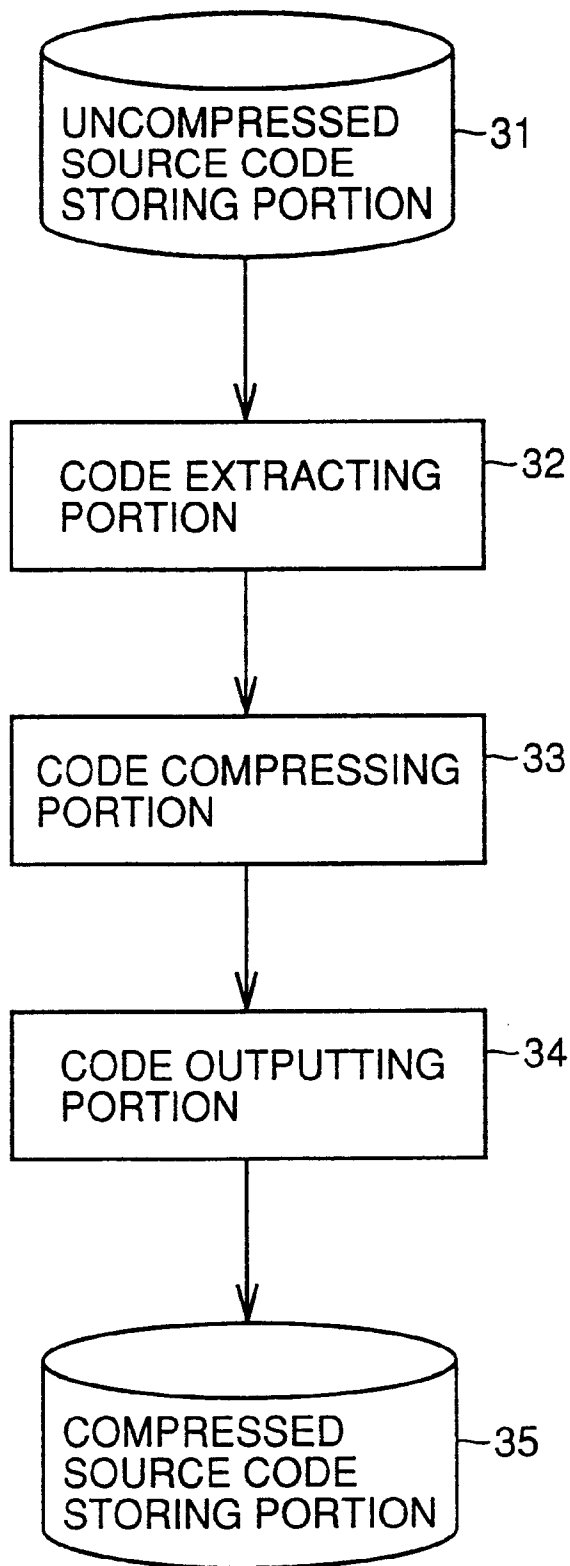 UNCOMPRESSED
SOURCE CODE
STORING PORTION
31
CODE EXTRACTING
PORTION
32
CODE COMPRESSING
PORTION
33
CODE OUTPUTTING
PORTION
34
COMPRESSED
SOURCE CODE
STORING PORTION
35